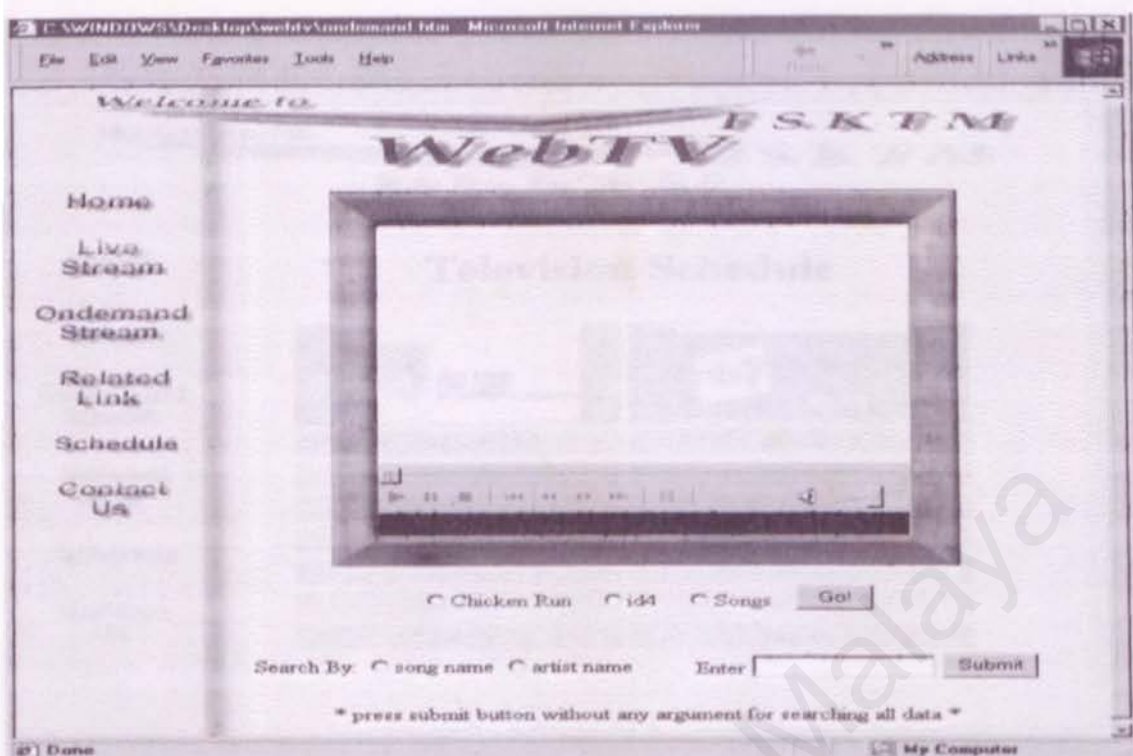 C:\WINDOWS\Desktop\webtv\ondemand.htm - Microsoft Internet Explorer
File Edit View Favorites Tools Help
Address Links
Welcome to
FSKTM
WebTV
Home
Live
Stream
Ondemand
Stream
Related
Link
Schedule
Contact
Us
Television Schedule
Chicken Run id4 Songs Go!
Search By: song name artist name Enter Submit
* press submit button without any argument for searching all data *
Done My Computer
Malaya